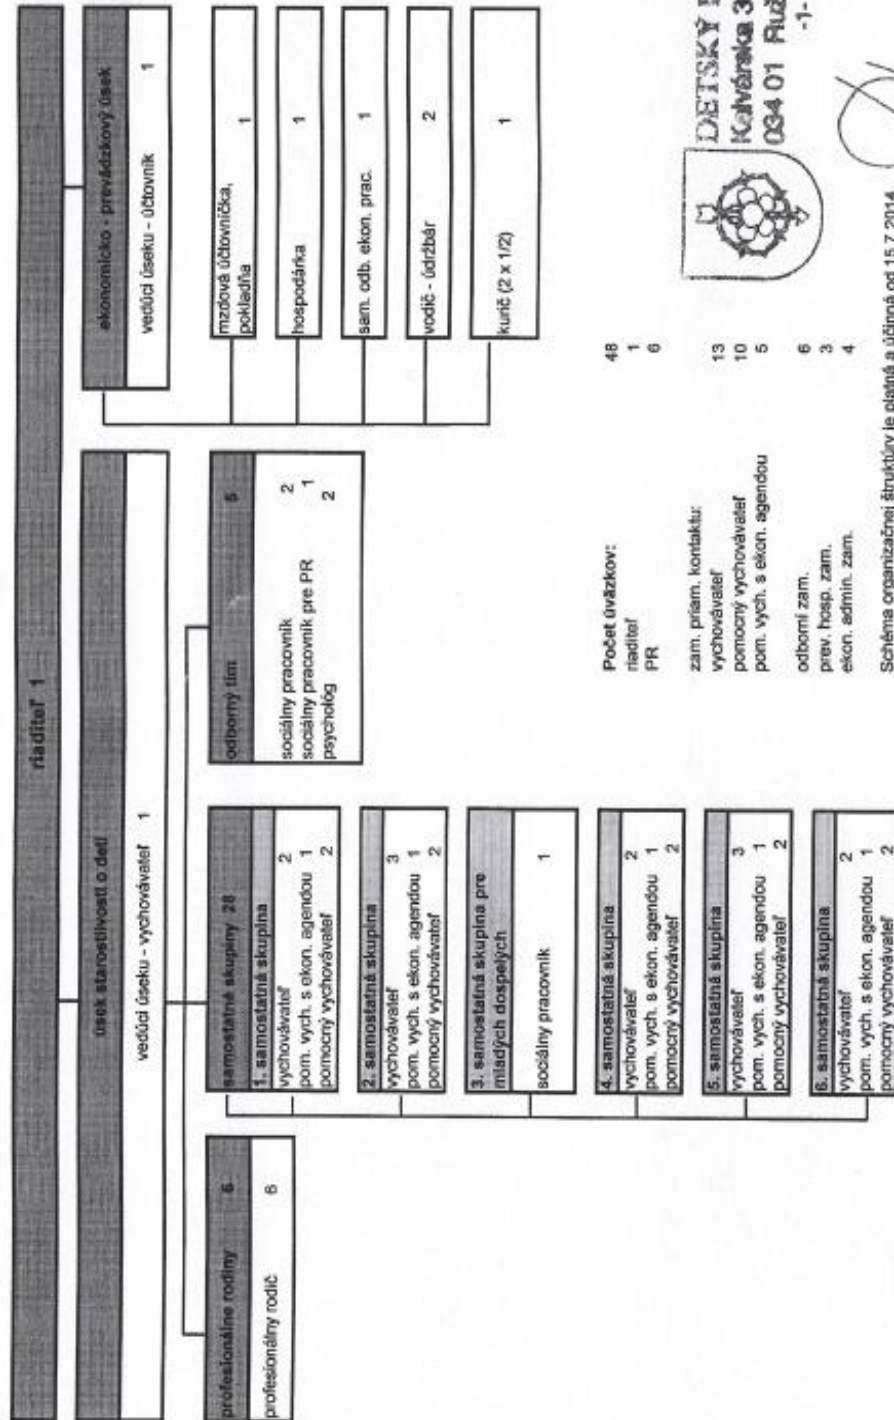 riaditeľ 1
úsek starostlivosti o deti
vedúci úseku - vychovávateľ 1
ekonomicko - prevádzkový úsek
vedúci úseku - účtovník 1
profesionálne rodiny 6
profesionálny rodič 6
samostatné skupiny 28
1. samostatná skupina
vychovávateľ 2
pom. vych. s ekon. agendou 1
pomocný vychovávateľ 2
2. samostatná skupina
vychovávateľ 3
pom. vych. s ekon. agendou 1
pomocný vychovávateľ 2
3. samostatná skupina pre
mladých dospelých
sociálny pracovník 1
4. samostatná skupina
vychovávateľ 2
pom. vych. s ekon. agendou 1
pomocný vychovávateľ 2
5. samostatná skupina
vychovávateľ 3
pom. vych. s ekon. agendou 1
pomocný vychovávateľ 2
6. samostatná skupina
vychovávateľ 2
pom. vych. s ekon. agendou 1
pomocný vychovávateľ 2
odborný tím 5
sociálny pracovník 2
sociálny pracovník pre PR 1
psychológ 2
mzdová účtovníčka,
pokladňa 1
hospodárka 1
sam. odb. ekon. prac. 1
vodič - údržbár 2
kurič (2 x 1/2) 1
Počet úväzkov: 48
riaditeľ 1
PR 6
zam. priam. kontaktu:
vychovávateľ 13
pomocný vychovávateľ 10
pom. vych. s ekon. agendou 5
odborní zam. 6
prev. hosp. zam. 3
ekon. admin. zam. 4
Schéma organizačnej štruktúry je platná a účinná od 15.7.2014
DETSKÝ
Kalvárska
034 01
-1-